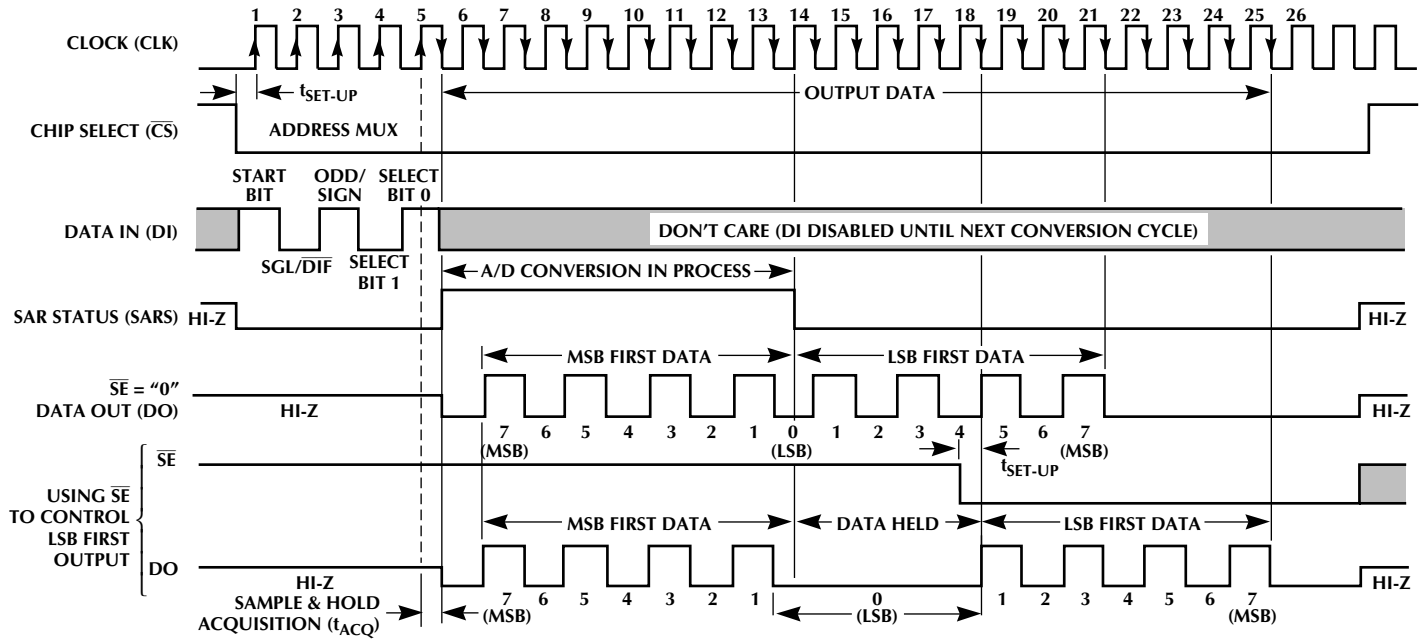 1 2 3 4 5 6 7 8 9 10 11 12 13 14 15 16 17 18 19 20 21 22 23 24 25 26
CLOCK (CLK)
tSET-UP
OUTPUT DATA
CHIP SELECT (C̅S̅)
ADDRESS MUX
START BIT
ODD/
SIGN
SELECT
BIT 0
DATA IN (DI)
DON'T CARE (DI DISABLED UNTIL NEXT CONVERSION CYCLE)
SGL/D̅I̅F̅
SELECT
BIT 1
A/D CONVERSION IN PROCESS
SAR STATUS (SARS)
HI-Z
HI-Z
MSB FIRST DATA
LSB FIRST DATA
S̅E̅ = “0”
DATA OUT (DO)
HI-Z
HI-Z
7 6 5 4 3 2 1 0 1 2 3 4 5 6 7
(MSB) (LSB) (MSB)
S̅E̅
tSET-UP
USING S̅E̅
TO CONTROL
LSB FIRST
OUTPUT
MSB FIRST DATA
DATA HELD
LSB FIRST DATA
DO
HI-Z
HI-Z
7 6 5 4 3 2 1 0 1 2 3 4 5 6 7
(MSB) (LSB) (MSB)
SAMPLE & HOLD
ACQUISITION (tACQ)